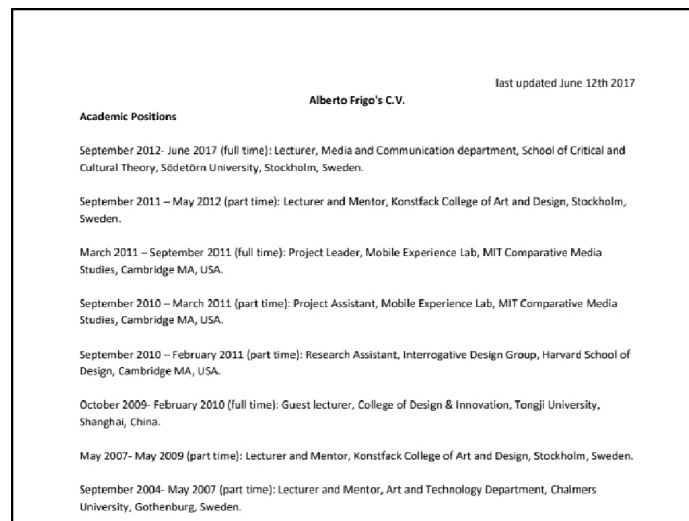 last updated June 12th 2017
Alberto Frigo's C.V.
Academic Positions
September 2012- June 2017 (full time): Lecturer, Media and Communication department, School of Critical and
Cultural Theory, Södetörn University, Stockholm, Sweden.
September 2011 – May 2012 (part time): Lecturer and Mentor, Konstfack College of Art and Design, Stockholm,
Sweden.
March 2011 – September 2011 (full time): Project Leader, Mobile Experience Lab, MIT Comparative Media
Studies, Cambridge MA, USA.
September 2010 – March 2011 (part time): Project Assistant, Mobile Experience Lab, MIT Comparative Media
Studies, Cambridge MA, USA.
September 2010 – February 2011 (part time): Research Assistant, Interrogative Design Group, Harvard School of
Design, Cambridge MA, USA.
October 2009- February 2010 (full time): Guest lecturer, College of Design & Innovation, Tongji University,
Shanghai, China.
May 2007- May 2009 (part time): Lecturer and Mentor, Konstfack College of Art and Design, Stockholm, Sweden.
September 2004- May 2007 (part time): Lecturer and Mentor, Art and Technology Department, Chalmers
University, Gothenburg, Sweden.